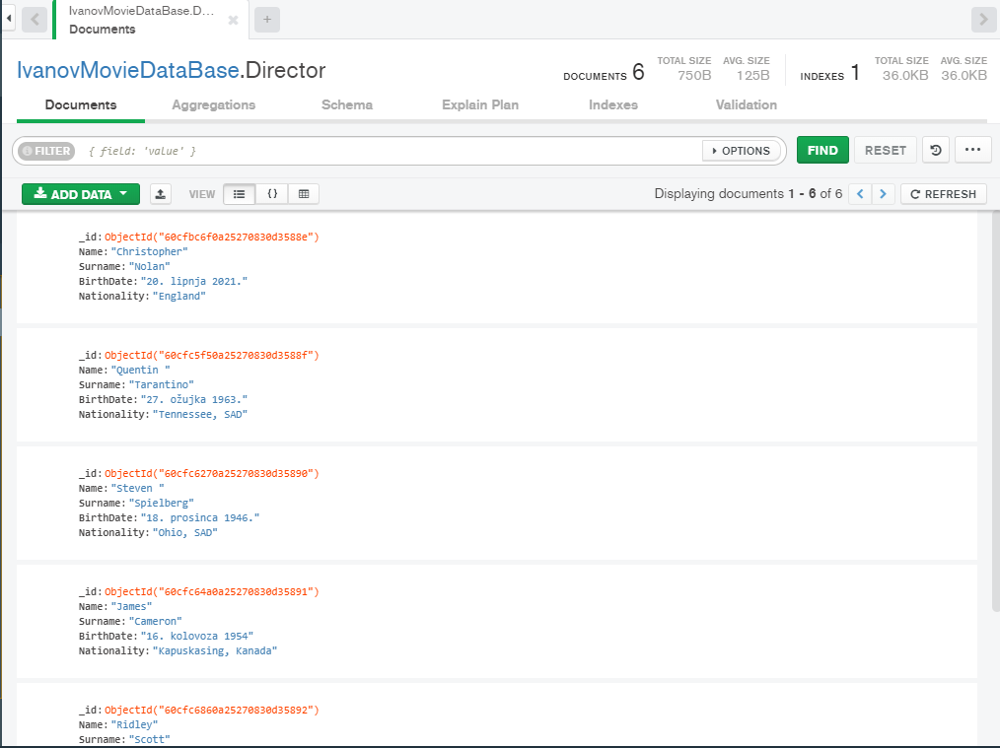 IvanovMovieDataBase.D...
Documents
IvanovMovieDataBase.Director
DOCUMENTS 6
TOTAL SIZE 750B
AVG. SIZE 125B
INDEXES 1
TOTAL SIZE 36.0KB
AVG. SIZE 36.0KB
Documents Aggregations Schema Explain Plan Indexes Validation
FILTER { field: 'value' } OPTIONS FIND RESET
ADD DATA VIEW { } Displaying documents 1 - 6 of 6 REFRESH
_id: ObjectId("60cfbc6f0a25270830d3588e")
Name: "Christopher"
Surname: "Nolan"
BirthDate: "20. lipnja 2021."
Nationality: "England"
_id: ObjectId("60cfc5f50a25270830d3588f")
Name: "Quentin "
Surname: "Tarantino"
BirthDate: "27. ožujka 1963."
Nationality: "Tennessee, SAD"
_id: ObjectId("60cfc6270a25270830d35890")
Name: "Steven "
Surname: "Spielberg"
BirthDate: "18. prosinca 1946."
Nationality: "Ohio, SAD"
_id: ObjectId("60cfc64a0a25270830d35891")
Name: "James"
Surname: "Cameron"
BirthDate: "16. kolovoza 1954"
Nationality: "Kapuskasing, Kanada"
_id: ObjectId("60cfc6860a25270830d35892")
Name: "Ridley"
Surname: "Scott"